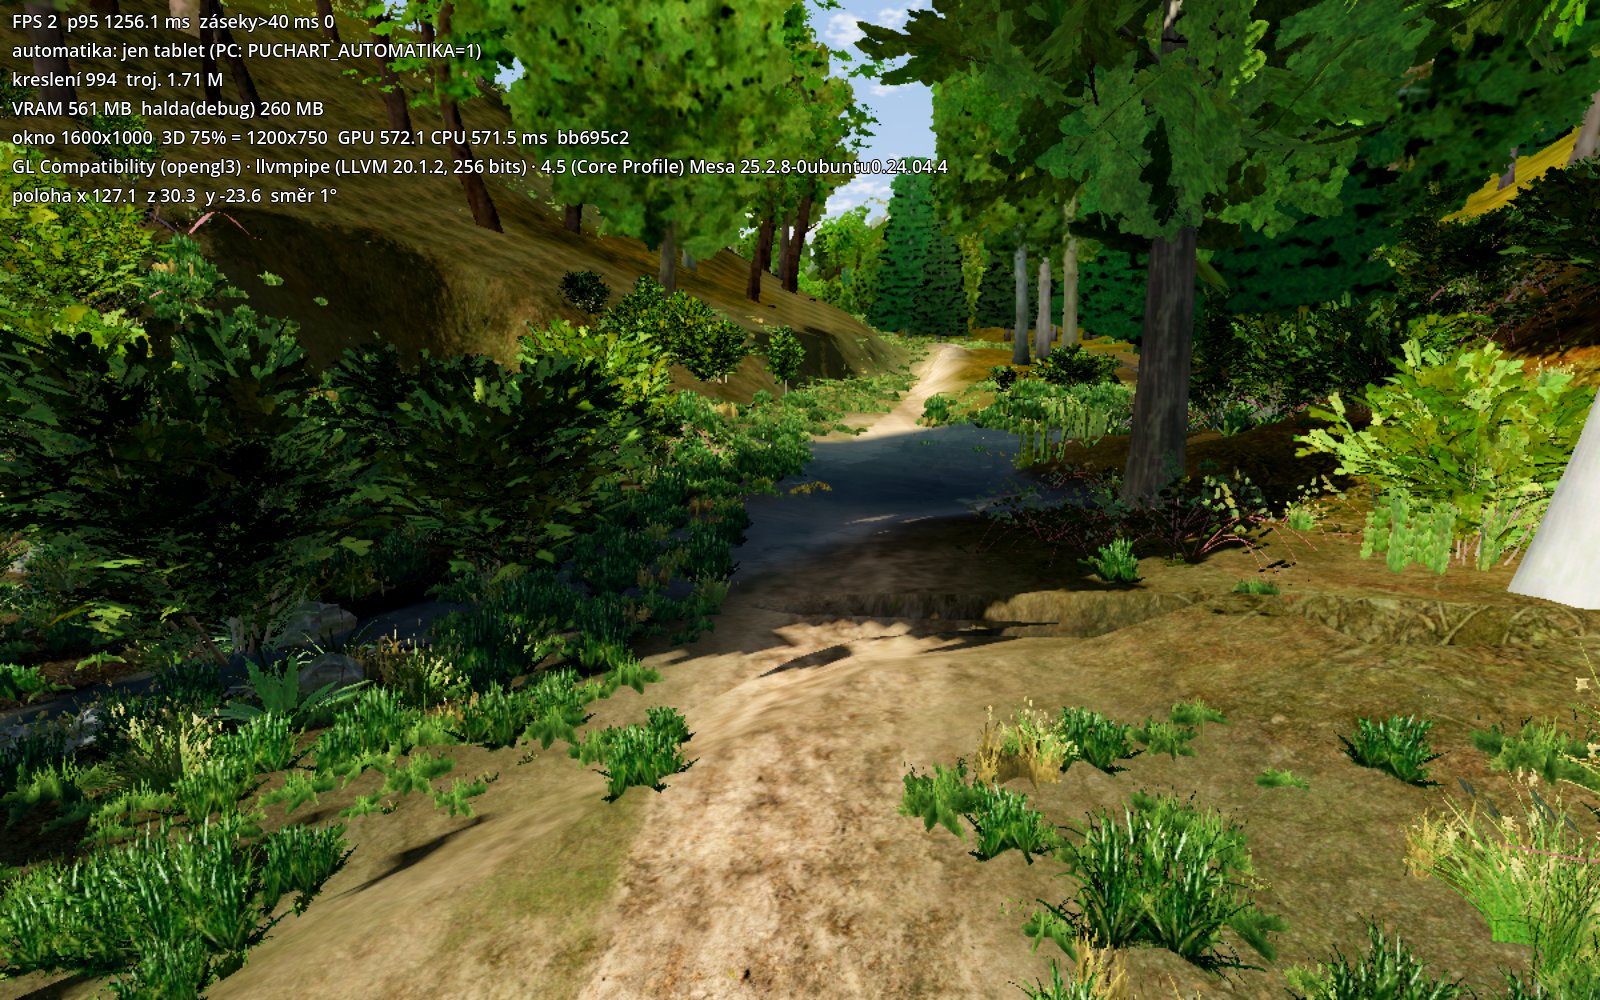 FPS 2  p95 1256.1 ms  záseky>40 ms 0
automatika: jen tablet (PC: PUCHART_AUTOMATIKA=1)
kreslení 994  troj. 1.71 M
VRAM 561 MB  halda(debug) 260 MB
okno 1600x1000  3D 75% = 1200x750  GPU 572.1 CPU 571.5 ms  bb695c2
GL Compatibility (opengl3) · llvmpipe (LLVM 20.1.2, 256 bits) · 4.5 (Core Profile) Mesa 25.2.8-0ubuntu0.24.04.4
poloha x 127.1  z 30.3  y -23.6  směr 1°